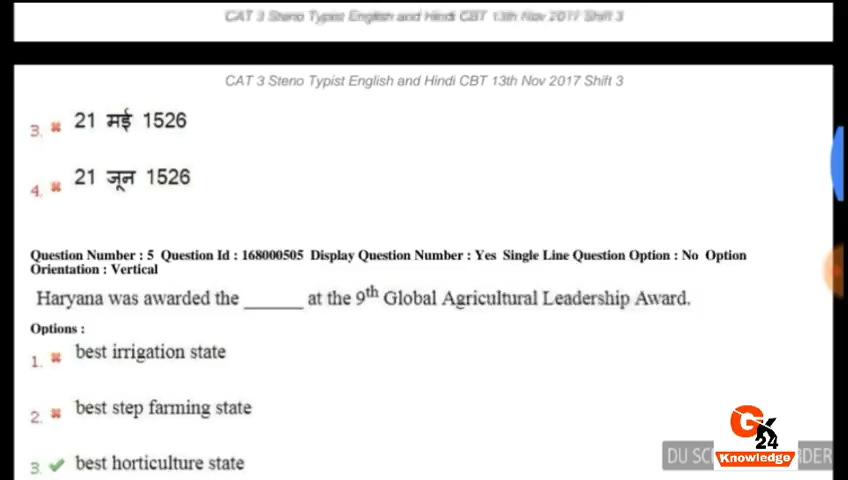 CAT 3 Steno Typist English and Hindi CBT 13th Nov 2017 Shift 3
CAT 3 Steno Typist English and Hindi CBT 13th Nov 2017 Shift 3
3. 21 मई 1526
4. 21 जून 1526
Question Number : 5 Question Id : 168000505 Display Question Number : Yes Single Line Question Option : No Option
Orientation : Vertical
Haryana was awarded the ______ at the 9th Global Agricultural Leadership Award.
Options :
1. best irrigation state
2. best step farming state
3. best horticulture state
GK
24
Knowledge
DU